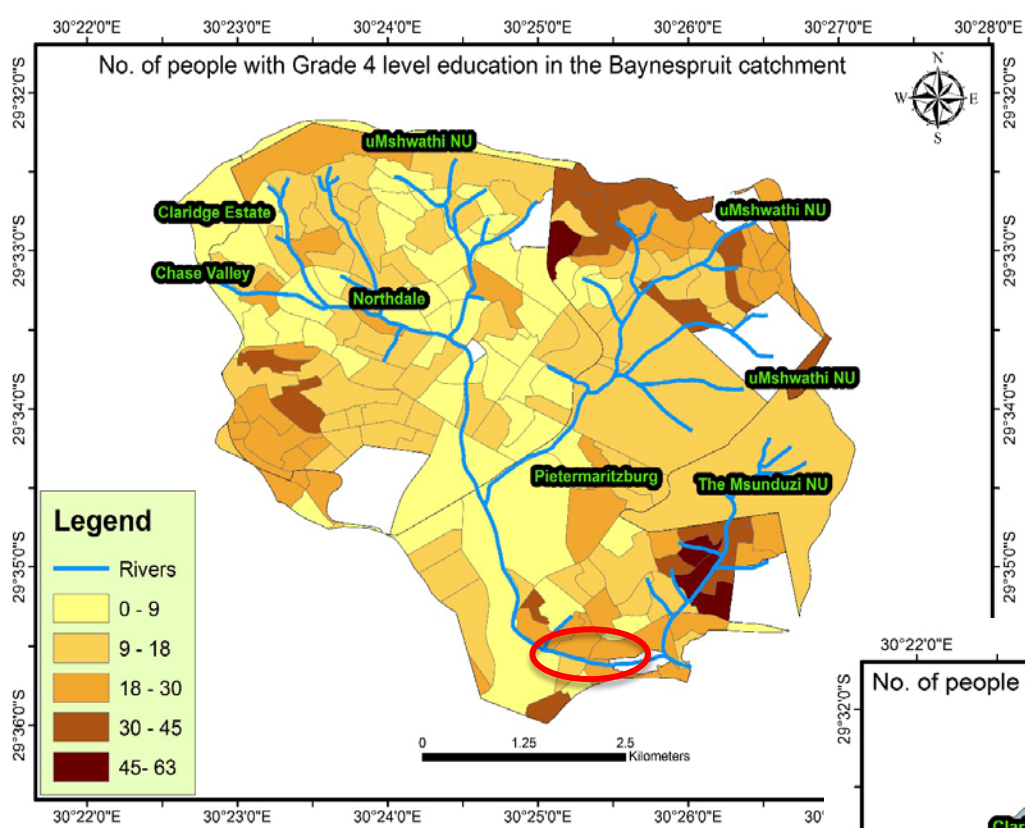 30°22'0"E 30°23'0"E 30°24'0"E 30°25'0"E 30°26'0"E 30°27'0"E 30°28'0"E
No. of people with Grade 4 level education in the Baynespruit catchment
N
W E
S
29°32'0"S 29°32'0"S
uMshwathi NU
Claridge Estate uMshwathi NU
29°33'0"S 29°33'0"S
Chase Valley
Northdale
uMshwathi NU
29°34'0"S 29°34'0"S
Pietermaritzburg The Msunduzi NU
Legend
Rivers
0 - 9
9 - 18
18 - 30
30 - 45
45- 63
29°35'0"S 29°35'0"S
29°36'0"S
0 1.25 2.5
Kilometers
30°22'0"E 30°23'0"E 30°24'0"E 30°25'0"E 30°26'0"E 30°
30°22'0"E
No. of people
29°32'0"S